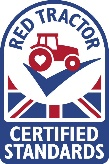 RED TRACTOR
CERTIFIED
STANDARDS